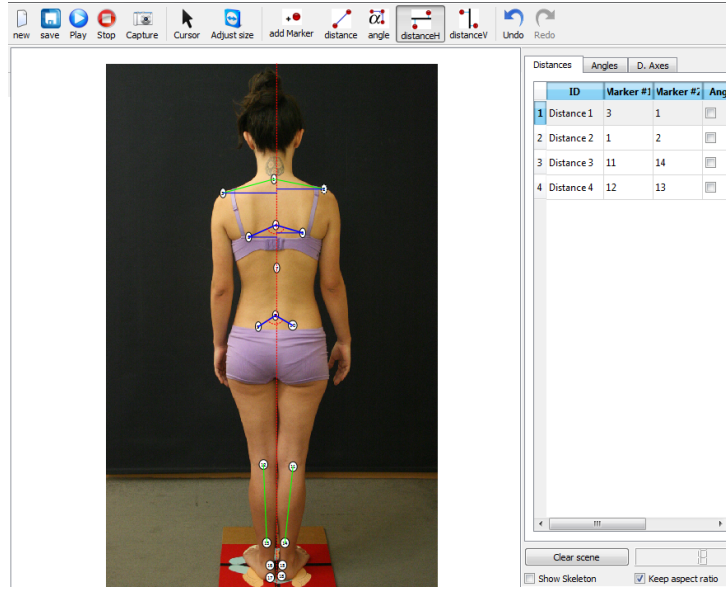 new save Play Stop Capture Cursor Adjust size add Marker distance angle distanceH distanceV Undo Redo
Distances Angles D. Axes
ID Marker #1 Marker #2 Ang
1 Distance 1 3 1
2 Distance 2 1 2
3 Distance 3 11 14
4 Distance 4 12 13
Clear scene
Show Skeleton Keep aspect ratio